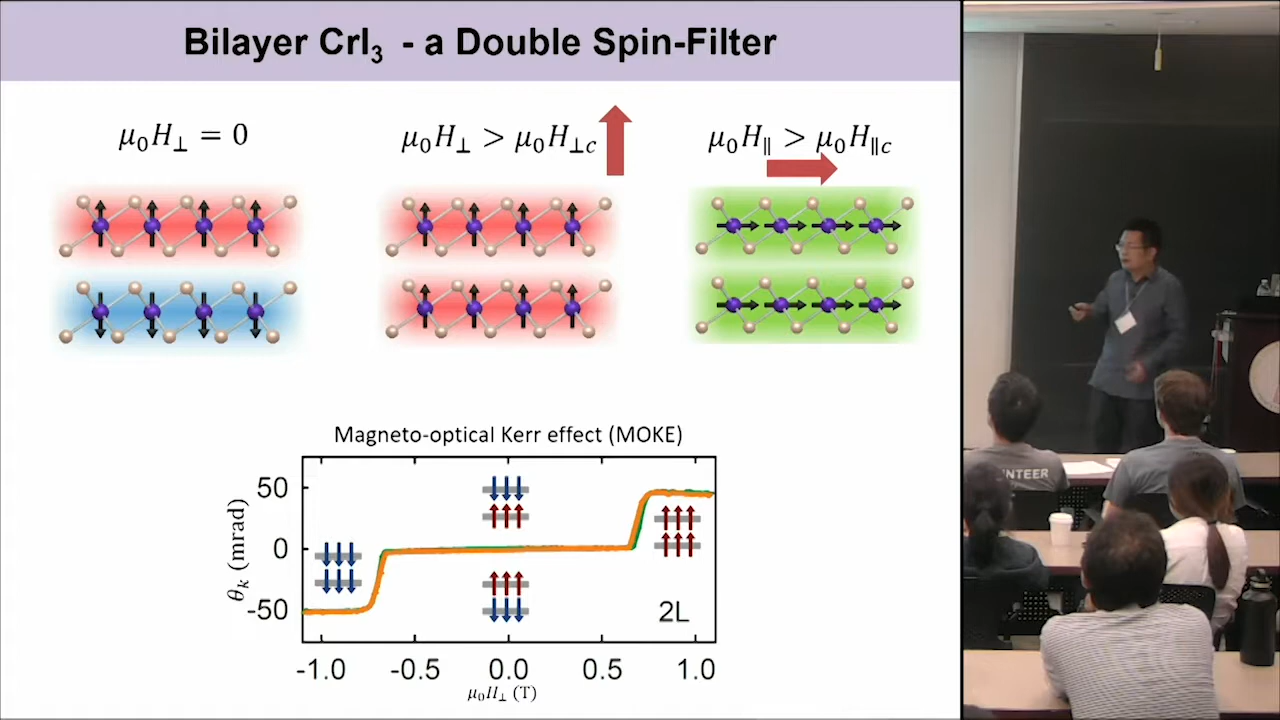 Bilayer CrI₃ - a Double Spin-Filter
μ₀H⊥ = 0
μ₀H⊥ > μ₀H⊥c
μ₀H∥ > μ₀H∥c
Magneto-optical Kerr effect (MOKE)
θₖ (mrad)
50
0
-50
2L
-1.0 -0.5 0.0 0.5 1.0
μ₀H⊥ (T)
NTEER